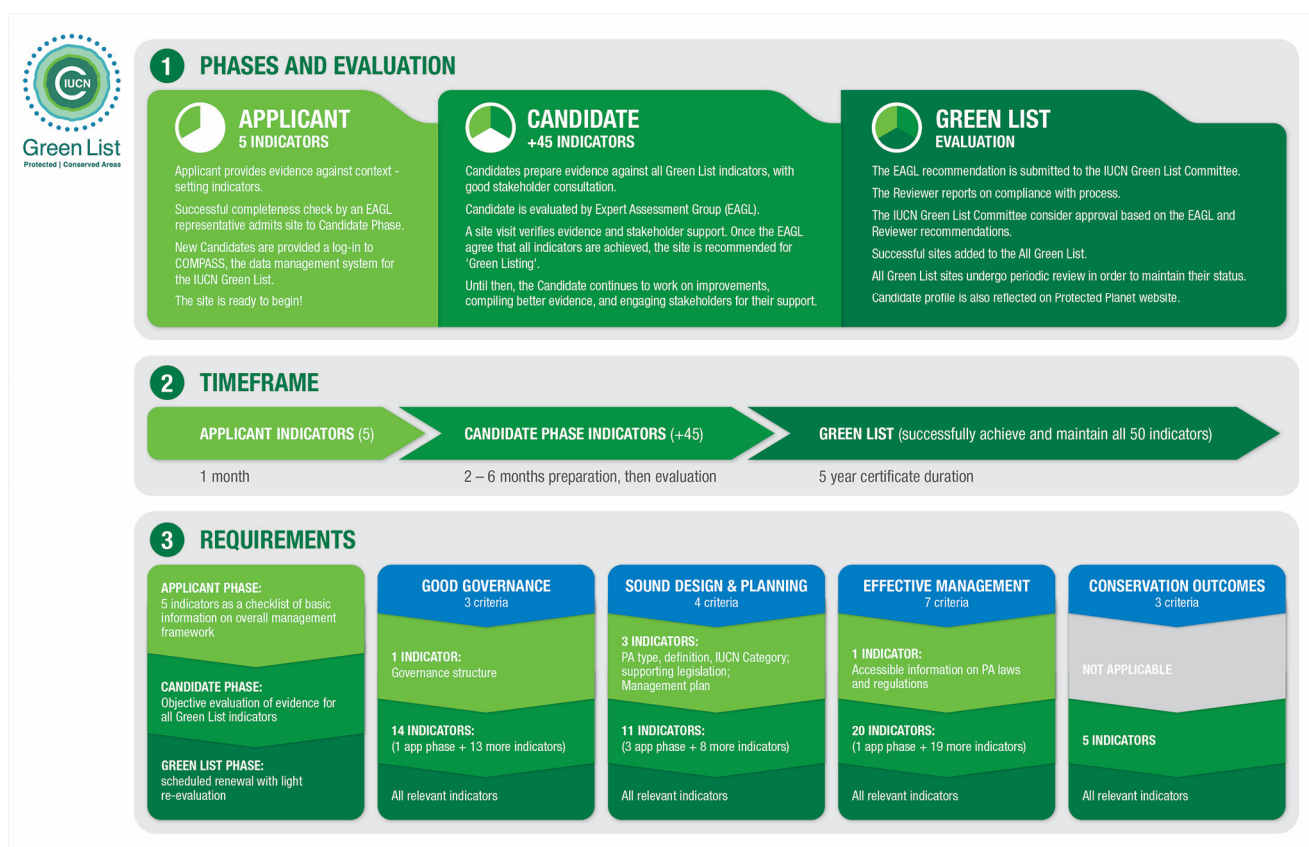 IUCN
Green List
Protected | Conserved Areas
1 PHASES AND EVALUATION
APPLICANT
5 INDICATORS
Applicant provides evidence against context -
setting indicators.
Successful completeness check by an EAGL
representative admits site to Candidate Phase.
New Candidates are provided a log-in to
COMPASS, the data management system for
the IUCN Green List.
The site is ready to begin!
CANDIDATE
+45 INDICATORS
Candidates prepare evidence against all Green List indicators, with
good stakeholder consultation.
Candidate is evaluated by Expert Assessment Group (EAGL).
A site visit verifies evidence and stakeholder support. Once the EAGL
agree that all indicators are achieved, the site is recommended for
'Green Listing'.
Until then, the Candidate continues to work on improvements,
compiling better evidence, and engaging stakeholders for their support.
GREEN LIST
EVALUATION
The EAGL recommendation is submitted to the IUCN Green List Committee.
The Reviewer reports on compliance with process.
The IUCN Green List Committee consider approval based on the EAGL and
Reviewer recommendations.
Successful sites added to the All Green List.
All Green List sites undergo periodic review in order to maintain their status.
Candidate profile is also reflected on Protected Planet website.
2 TIMEFRAME
APPLICANT INDICATORS (5)
CANDIDATE PHASE INDICATORS (+45)
GREEN LIST (successfully achieve and maintain all 50 indicators)
1 month
2 – 6 months preparation, then evaluation
5 year certificate duration
3 REQUIREMENTS
APPLICANT PHASE:
5 indicators as a checklist of basic
information on overall management
framework
CANDIDATE PHASE:
Objective evaluation of evidence for
all Green List indicators
GREEN LIST PHASE:
scheduled renewal with light
re-evaluation
GOOD GOVERNANCE
3 criteria
1 INDICATOR:
Governance structure
14 INDICATORS:
(1 app phase + 13 more indicators)
All relevant indicators
SOUND DESIGN & PLANNING
4 criteria
3 INDICATORS:
PA type, definition, IUCN Category;
supporting legislation;
Management plan
11 INDICATORS:
(3 app phase + 8 more indicators)
All relevant indicators
EFFECTIVE MANAGEMENT
7 criteria
1 INDICATOR:
Accessible information on PA laws
and regulations
20 INDICATORS:
(1 app phase + 19 more indicators)
All relevant indicators
CONSERVATION OUTCOMES
3 criteria
NOT APPLICABLE
5 INDICATORS
All relevant indicators